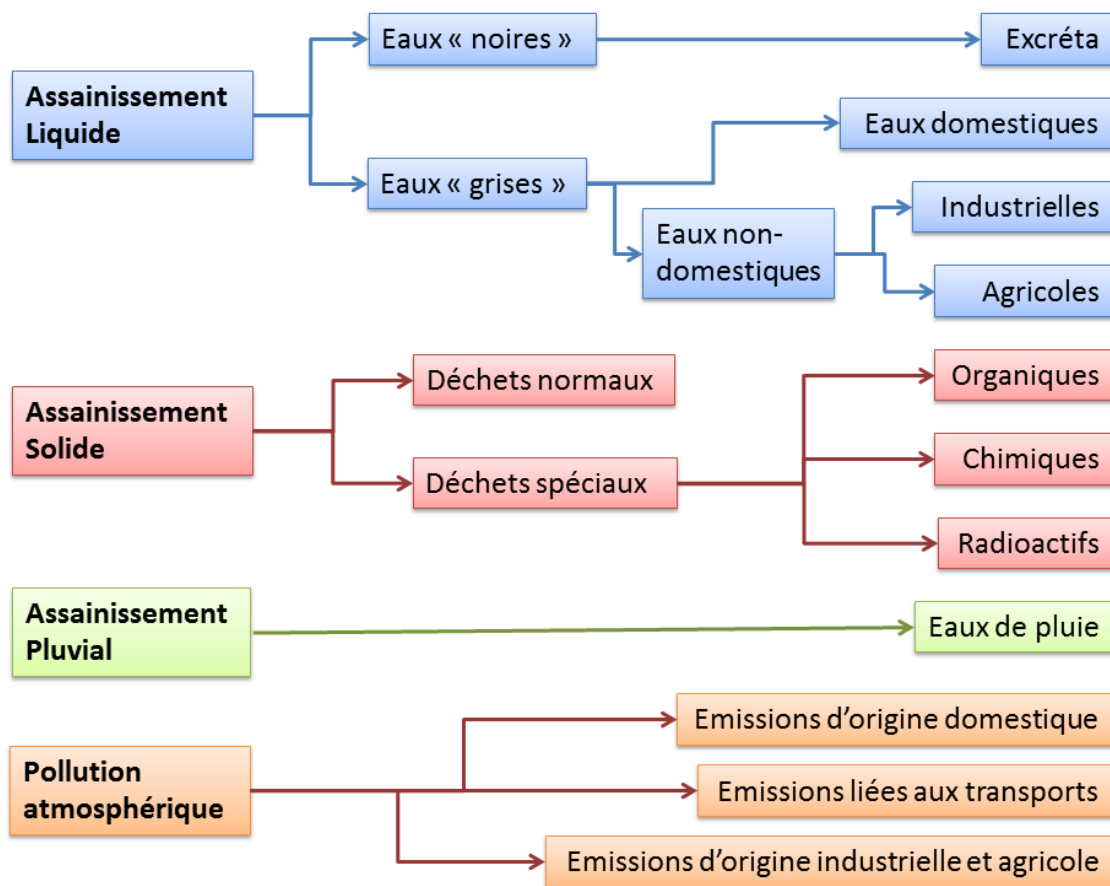 Eaux « noires »
Excréta
Assainissement
Liquide
Eaux domestiques
Eaux « grises »
Industrielles
Eaux non-
domestiques
Agricoles
Organiques
Déchets normaux
Assainissement
Solide
Chimiques
Déchets spéciaux
Radioactifs
Assainissement
Pluvial
Eaux de pluie
Emissions d’origine domestique
Pollution
atmosphérique
Emissions liées aux transports
Emissions d’origine industrielle et agricole